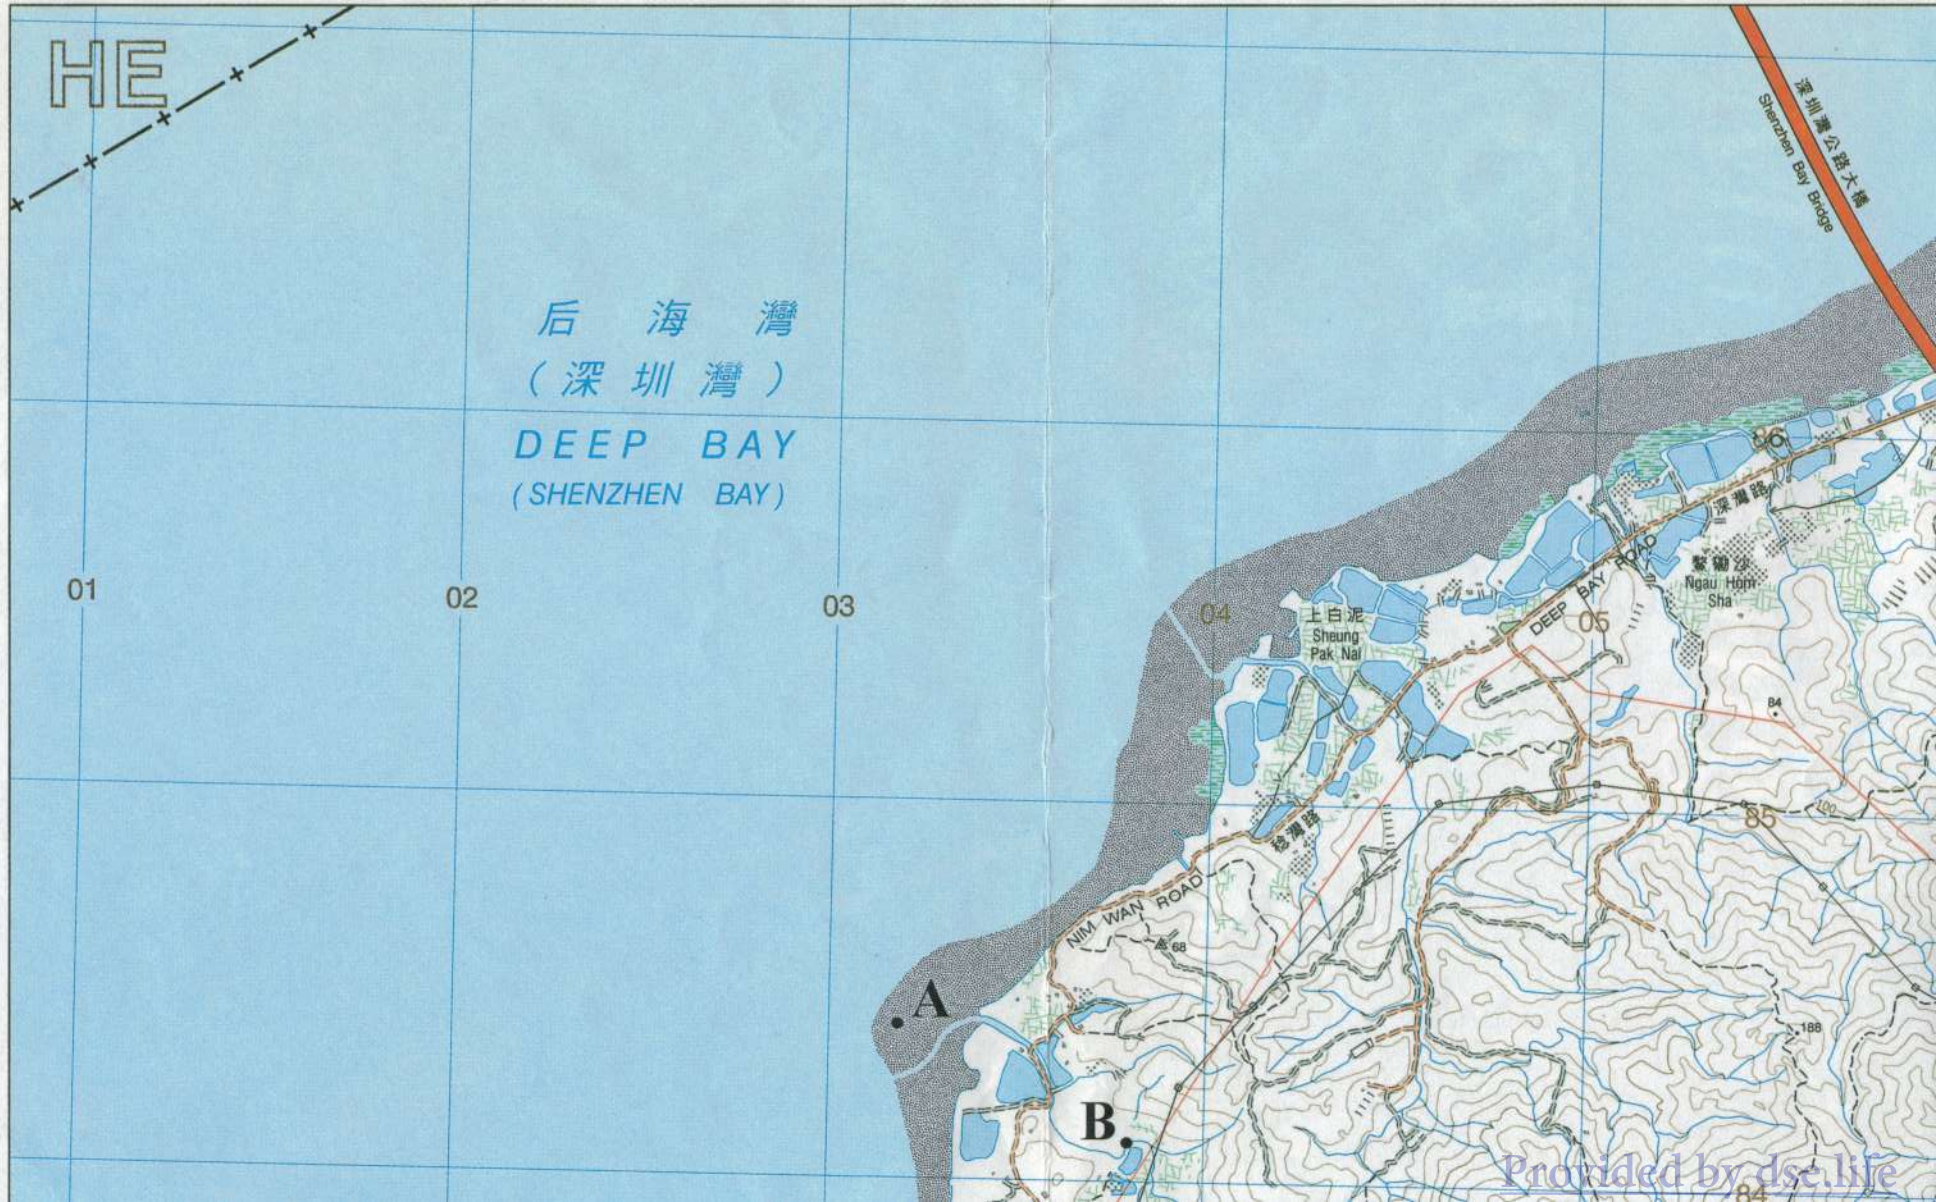 HE
深圳灣公路大橋
Shenzhen Bay Bridge
后海灣
(深圳灣)
DEEP BAY
(SHENZHEN BAY)
86
深灣路
DEEP BAY ROAD
鰲磡沙
Ngau Hom
Sha
01
02
03
04
05
上白泥
Sheung
Pak Nai
84
100
85
稔灣路
NIM WAN ROAD
68
A
188
B
Provided by dse.life
84